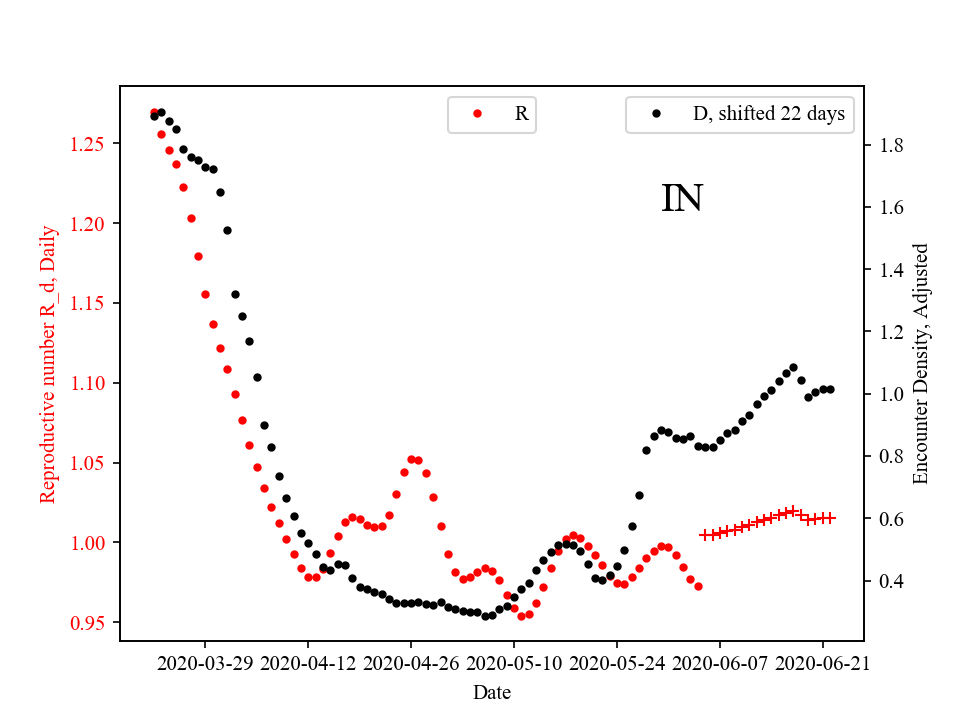 R
D, shifted 22 days
IN
Reproductive number R_d, Daily
1.25
1.20
1.15
1.10
1.05
1.00
0.95
1.8
1.6
1.4
1.2
1.0
0.8
0.6
0.4
Encounter Density, Adjusted
2020-03-29 2020-04-12 2020-04-26 2020-05-10 2020-05-24 2020-06-07 2020-06-21
Date